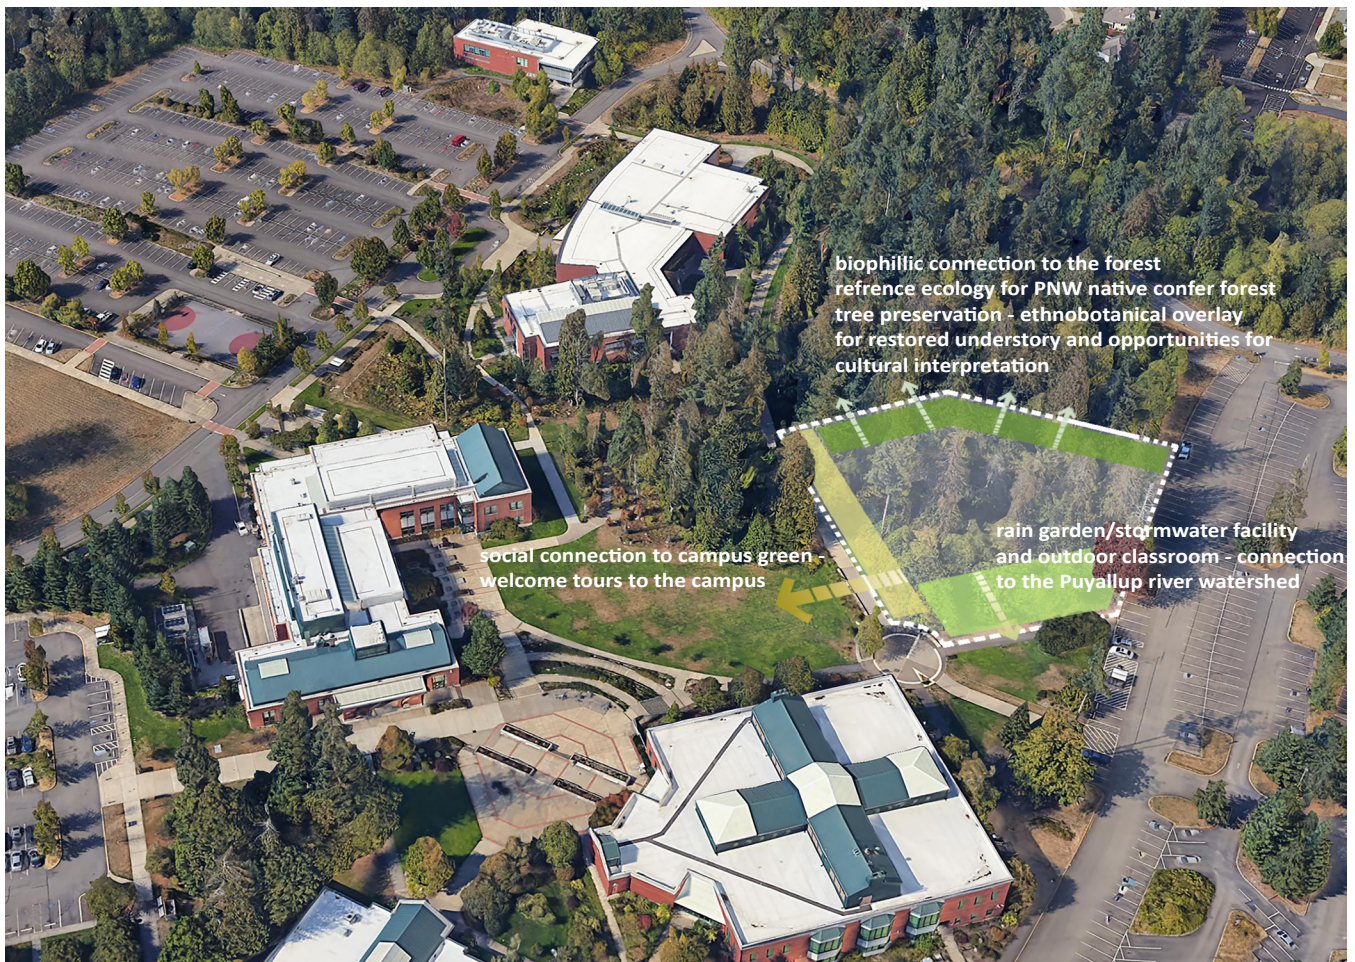 biophillic connection to the forest
refrence ecology for PNW native confer forest
tree preservation - ethnobotanical overlay
for restored understory and opportunities for
cultural interpretation
rain garden/stormwater facility
and outdoor classroom - connection
to the Puyallup river watershed
social connection to campus green -
welcome tours to the campus